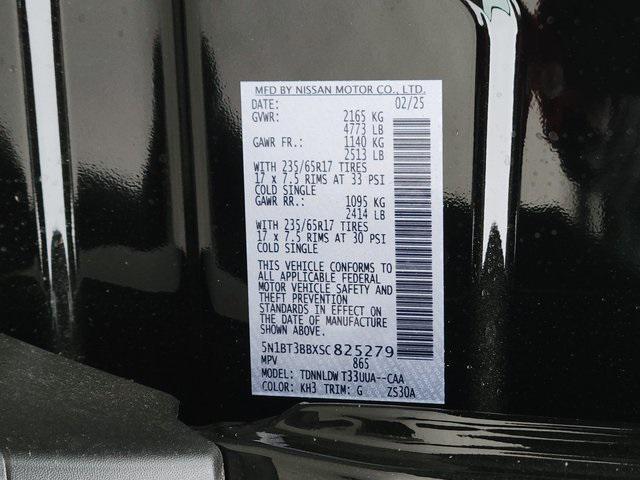 MFD BY NISSAN MOTOR CO., LTD.
DATE: 02/25
GVWR: 2165 KG
4773 LB
GAWR FR.: 1140 KG
2513 LB
WITH 235/65R17 TIRES
17 x 7.5 RIMS AT 33 PSI
COLD SINGLE
GAWR RR.: 1095 KG
2414 LB
WITH 235/65R17 TIRES
17 x 7.5 RIMS AT 30 PSI
COLD SINGLE
THIS VEHICLE CONFORMS TO
ALL APPLICABLE FEDERAL
MOTOR VEHICLE SAFETY AND
THEFT PREVENTION
STANDARDS IN EFFECT ON
THE DATE OF MANUFACTURE
SHOWN ABOVE.
5N1BT3BBXSC825279
MPV 865
MODEL: TDNNLDWT33UUA--CAA
COLOR: KH3 TRIM: G ZS30A